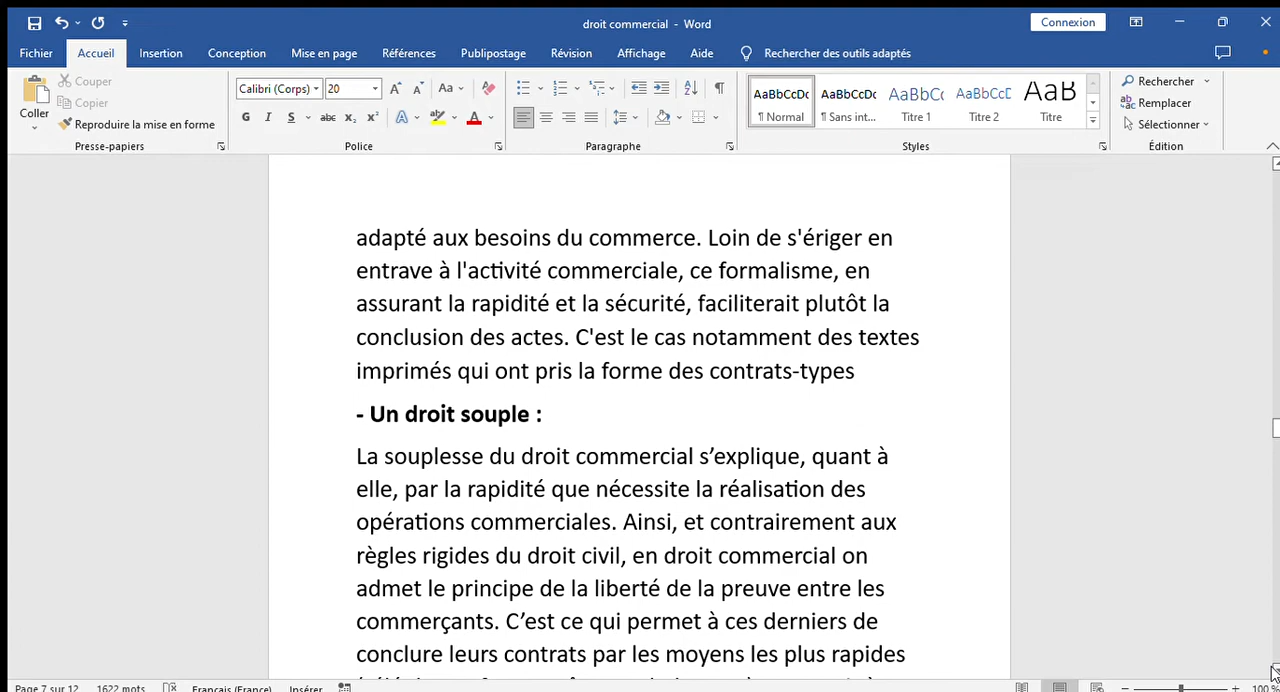 droit commercial - Word
Connexion
Fichier Accueil Insertion Conception Mise en page Références Publipostage Révision Affichage Aide Rechercher des outils adaptés
Coller
Couper
Copier
Reproduire la mise en forme
Presse-papiers
Calibri (Corps) 20
Aa
G I S abc x₂ x² A A
Police
Paragraphe
AaBbCcDc AaBbCcDc AaBbCc AaBbCcD AaB
¶ Normal ¶ Sans int... Titre 1 Titre 2 Titre
Styles
Rechercher
Remplacer
Sélectionner
Édition
adapté aux besoins du commerce. Loin de s'ériger en
entrave à l'activité commerciale, ce formalisme, en
assurant la rapidité et la sécurité, faciliterait plutôt la
conclusion des actes. C'est le cas notamment des textes
imprimés qui ont pris la forme des contrats-types
- Un droit souple :
La souplesse du droit commercial s’explique, quant à
elle, par la rapidité que nécessite la réalisation des
opérations commerciales. Ainsi, et contrairement aux
règles rigides du droit civil, en droit commercial on
admet le principe de la liberté de la preuve entre les
commerçants. C’est ce qui permet à ces derniers de
conclure leurs contrats par les moyens les plus rapides
Page 7 sur 12 1622 mots Français (France) Insérer 100 %